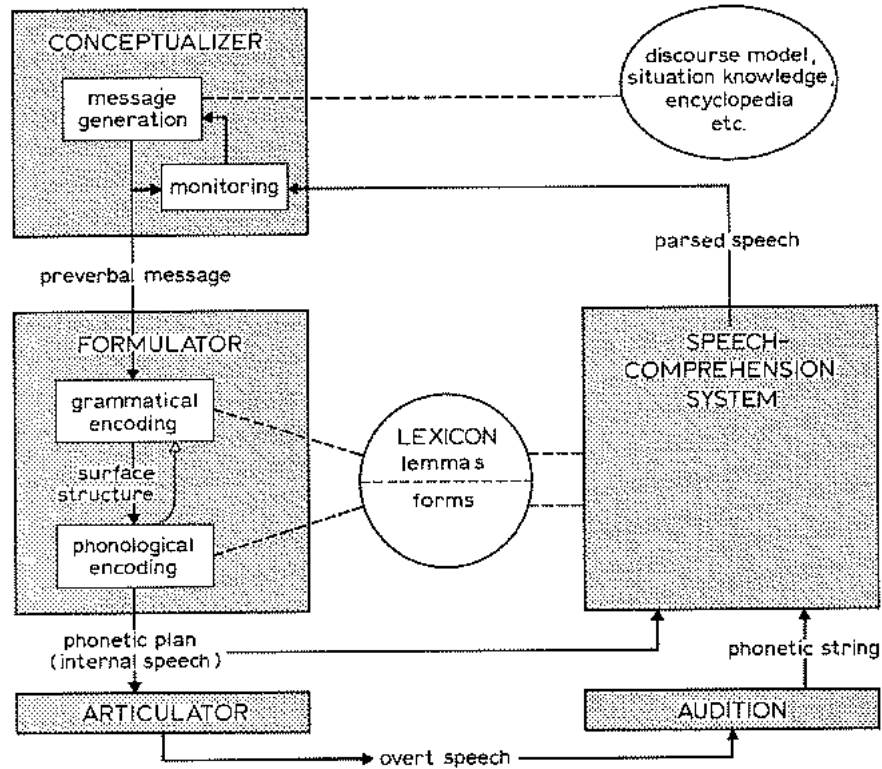 CONCEPTUALIZER
message
generation
monitoring
discourse model,
situation knowledge,
encyclopedia
etc.
parsed speech
preverbal message
FORMULATOR
grammatical
encoding
surface
structure
phonological
encoding
LEXICON
lemmas
forms
SPEECH-
COMPREHENSION
SYSTEM
phonetic plan
(internal speech)
phonetic string
ARTICULATOR
AUDITION
overt speech